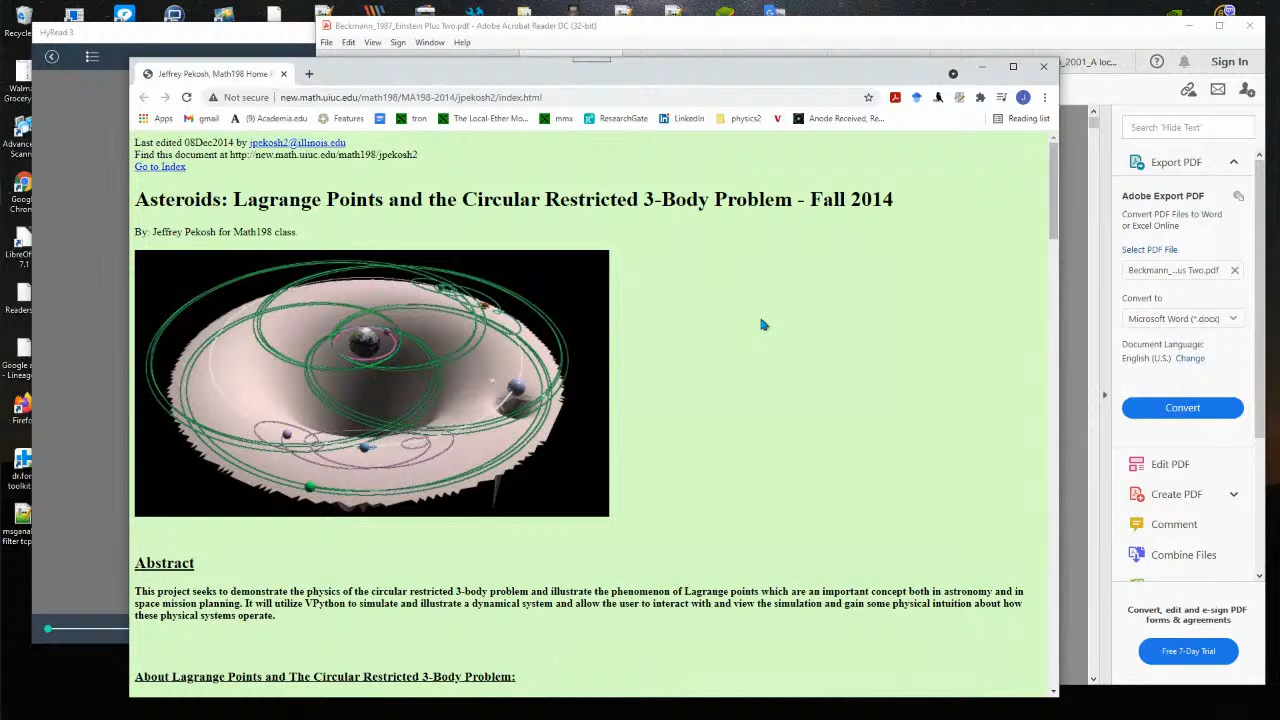 Recycle
HyRead 3
Beckmann_1987_Einstein Plus Two.pdf - Adobe Acrobat Reader DC (32-bit)
File Edit View Sign Window Help
Jeffrey Pekosh, Math198 Home
_2001_A loc...
Sign In
Not secure new.math.uiuc.edu/math198/MA198-2014/jpekosh2/index.html
Apps gmail (9) Academia.edu Features tron The Local-Ether Mo... mmx ResearchGate LinkedIn physics2 Anode Received, Re... Reading list
Last edited 08Dec2014 by jpekosh2@illinois.edu
Find this document at http://new.math.uiuc.edu/math198/jpekosh2
Go to Index
Asteroids: Lagrange Points and the Circular Restricted 3-Body Problem - Fall 2014
By: Jeffrey Pekosh for Math198 class.
Abstract
This project seeks to demonstrate the physics of the circular restricted 3-body problem and illustrate the phenomenon of Lagrange points which are an important concept both in astronomy and in
space mission planning. It will utilize VPython to simulate and illustrate a dynamical system and allow the user to interact with and view the simulation and gain some physical intuition about how
these physical systems operate.
About Lagrange Points and The Circular Restricted 3-Body Problem:
Search 'Hide Text'
Export PDF
Adobe Export PDF
Convert PDF Files to Word
or Excel Online
Select PDF File
Beckmann_...us Two.pdf
Convert to
Microsoft Word (*.docx)
Document Language:
English (U.S.) Change
Convert
Edit PDF
Create PDF
Comment
Combine Files
Convert, edit and e-sign PDF
forms & agreements
Free 7-Day Trial